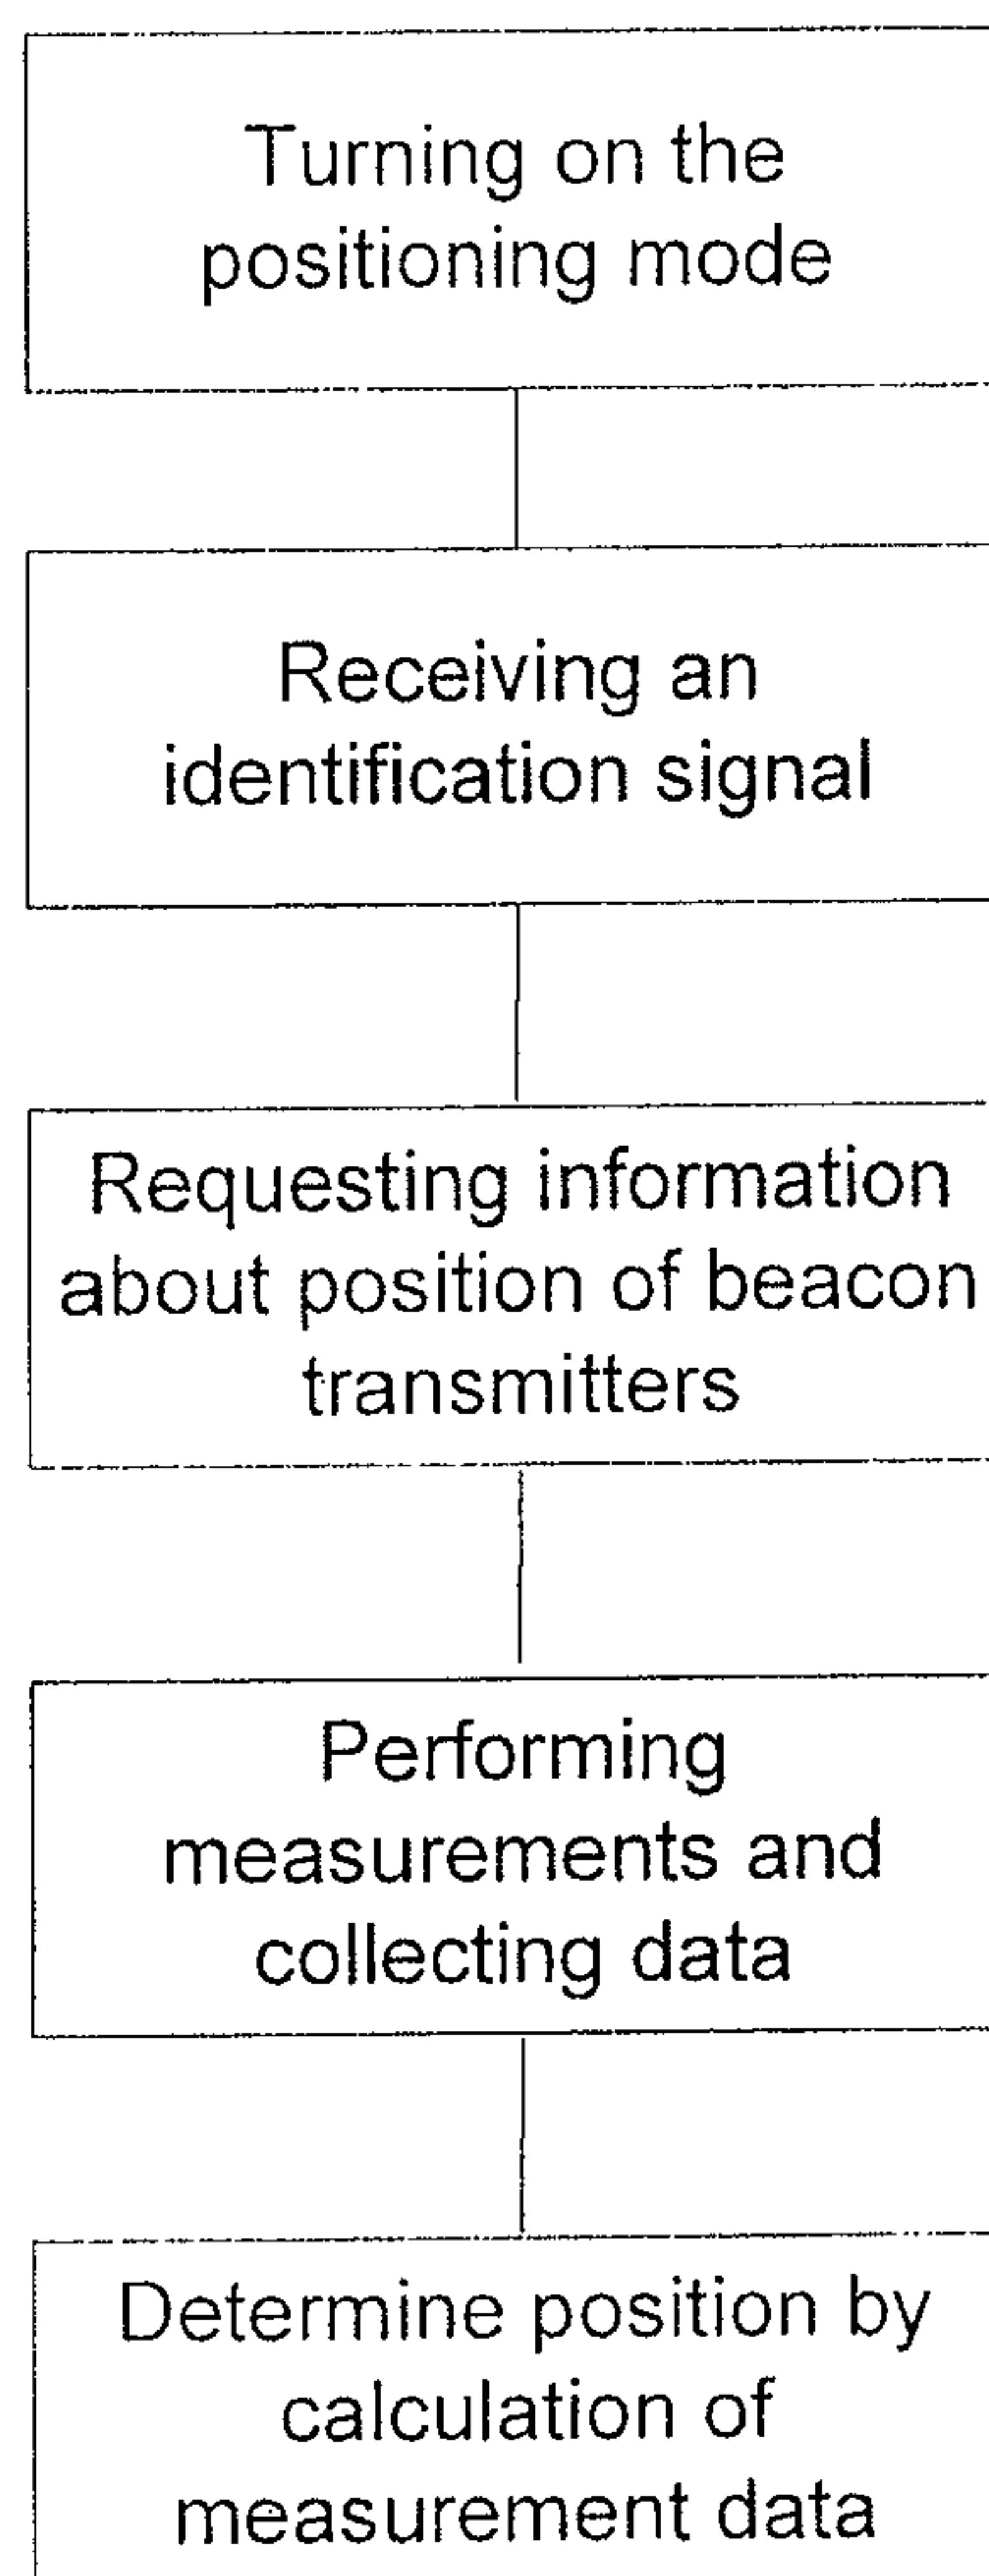 Turning on the
positioning mode
Receiving an
identification signal
Requesting information
about position of beacon
transmitters
Performing
measurements and
collecting data
Determine position by
calculation of
measurement data